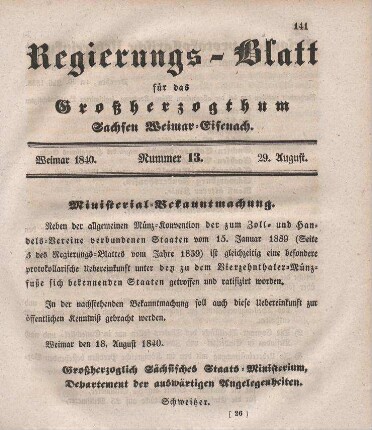 141
Regierungs-Blatt
für das
Großherzogthum
Sachsen Weimar-Eisenach.
Weimar 1840. Nummer 13. 29. August.
Ministerial-Bekanntmachung.
Neben der allgemeinen Münz-Konvention der zum Zoll- und Han-
dels-Vereine verbundenen Staaten vom 15. Januar 1839 (Seite
3 des Regierungs-Blattes vom Jahre 1839) ist gleichzeitig eine besondere
protokollarische Uebereinkunft unter den zu dem Vierzehnthaler-Münz-
fuße sich bekennenden Staaten getroffen und ratifizirt worden.
In der nachstehenden Bekanntmachung soll auch diese Uebereinkunft zur
öffentlichen Kenntniß gebracht werden.
Weimar den 18. August 1840.
Großherzoglich Sächsisches Staats-Ministerium,
Departement der auswärtigen Angelegenheiten.
Schweitzer.
[ 26 ]